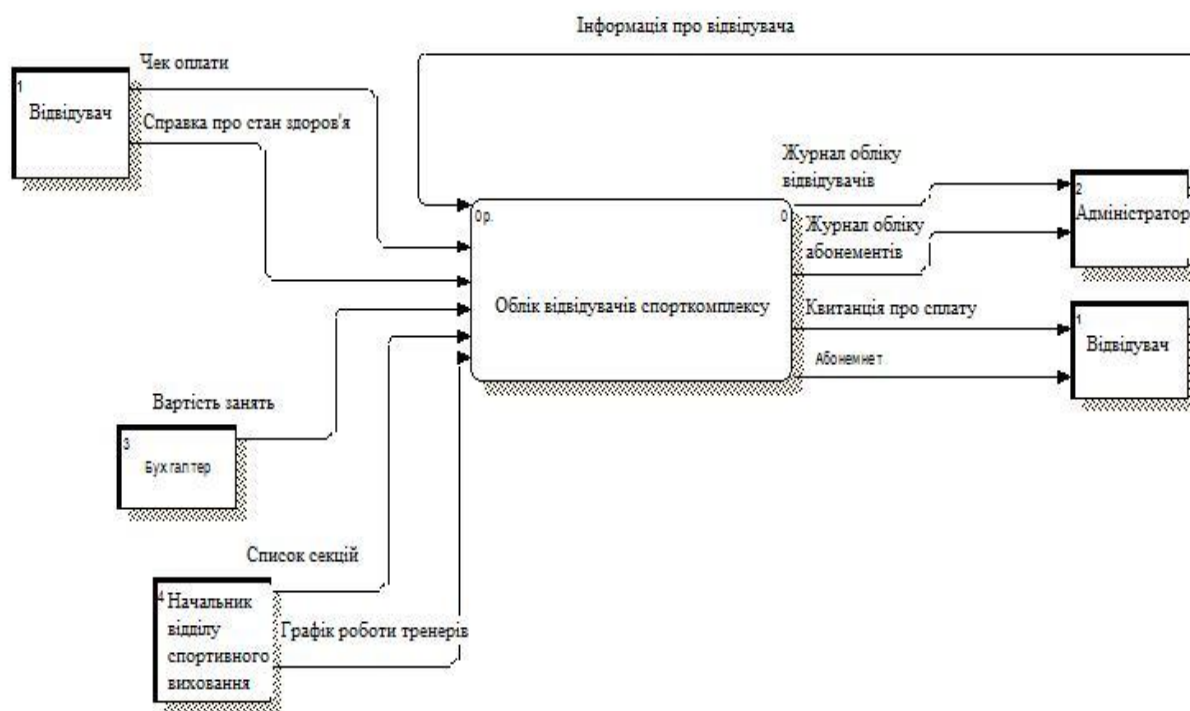 Інформація про відвідувача
Чек оплати
1
Відвідувач
Справка про стан здоров'я
Журнал обліку
відвідувачів
2
Адміністратор
0р.
0
Журнал обліку
абонементів
Облік відвідувачів спорткомплексу
Квитанція про сплату
1
Відвідувач
Абонемнет
Вартість занять
3
Бухгалтер
Список секцій
4
Начальник
відділу
спортивного
виховання
Графік роботи тренерів